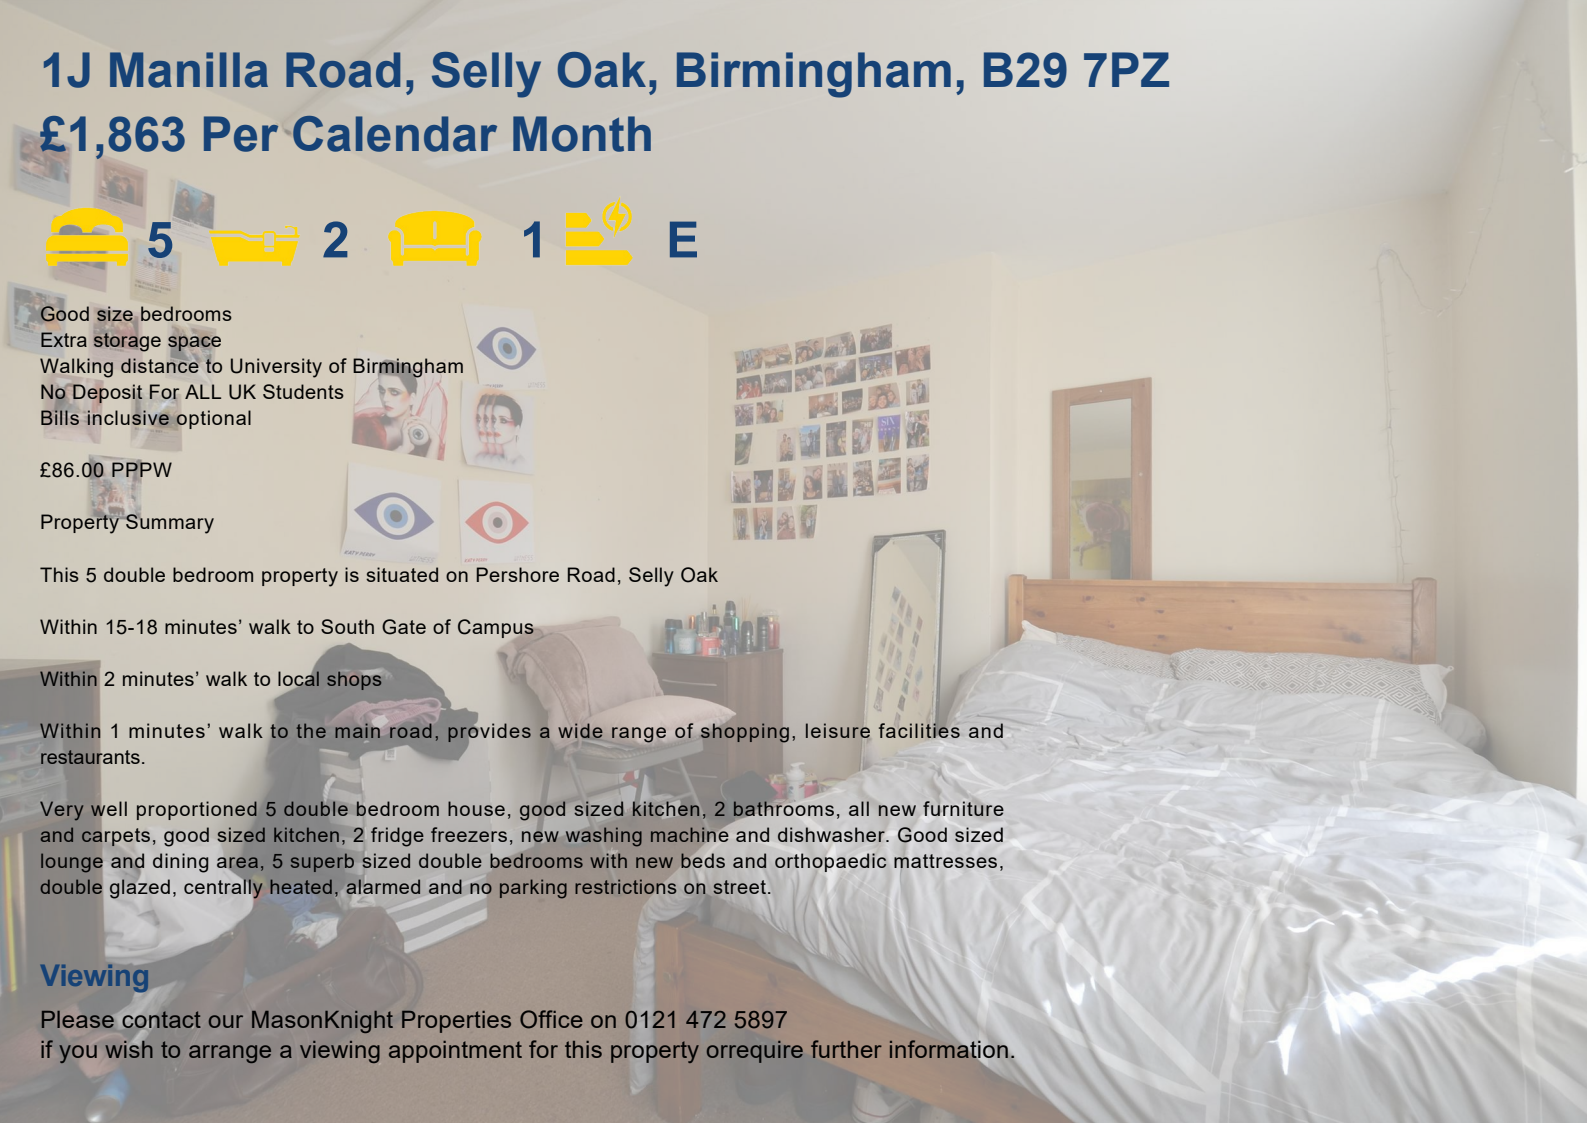 1J Manilla Road, Selly Oak, Birmingham, B29 7PZ
£1,863 Per Calendar Month
5 2 1 E
Good size bedrooms
Extra storage space
Walking distance to University of Birmingham
No Deposit For ALL UK Students
Bills inclusive optional
£86.00 PPPW
Property Summary
This 5 double bedroom property is situated on Pershore Road, Selly Oak
Within 15-18 minutes’ walk to South Gate of Campus
Within 2 minutes’ walk to local shops
Within 1 minutes’ walk to the main road, provides a wide range of shopping, leisure facilities and
restaurants.
Very well proportioned 5 double bedroom house, good sized kitchen, 2 bathrooms, all new furniture
and carpets, good sized kitchen, 2 fridge freezers, new washing machine and dishwasher. Good sized
lounge and dining area, 5 superb sized double bedrooms with new beds and orthopaedic mattresses,
double glazed, centrally heated, alarmed and no parking restrictions on street.
Viewing
Please contact our MasonKnight Properties Office on 0121 472 5897
if you wish to arrange a viewing appointment for this property orrequire further information.